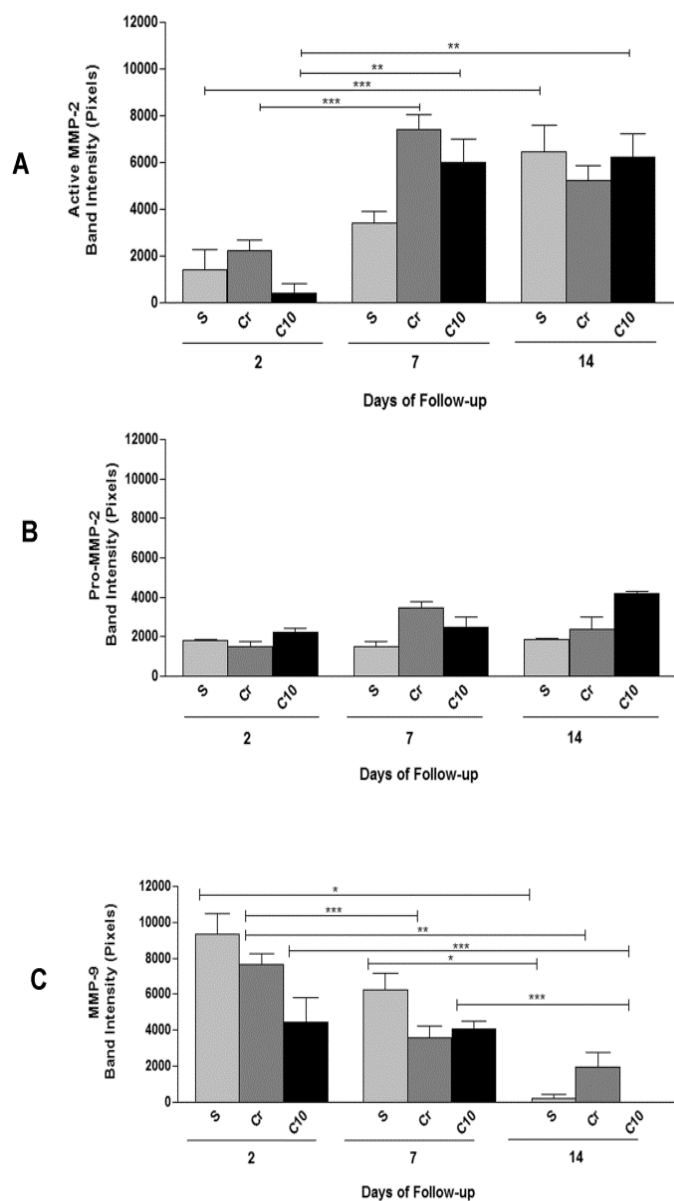 A
Active MMP-2
Band Intensity (Pixels)
12000
10000
8000
6000
4000
2000
0
**
**
***
***
S Cr C10 S Cr C10 S Cr C10
2 7 14
Days of Follow-up
B
Pro-MMP-2
Band Intensity (Pixels)
12000
10000
8000
6000
4000
2000
0
S Cr C10 S Cr C10 S Cr C10
2 7 14
Days of Follow-up
C
MMP-9
Band Intensity (Pixels)
12000
10000
8000
6000
4000
2000
0
*
***
**
***
*
***
S Cr C10 S Cr C10 S Cr C10
2 7 14
Days of Follow-up